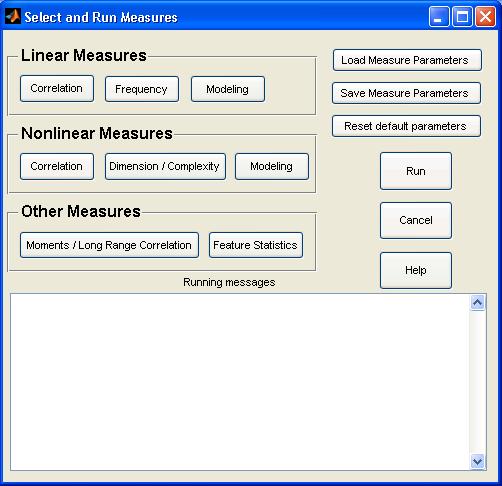 Select and Run Measures
Linear Measures
Correlation
Frequency
Modeling
Nonlinear Measures
Correlation
Dimension / Complexity
Modeling
Other Measures
Moments / Long Range Correlation
Feature Statistics
Load Measure Parameters
Save Measure Parameters
Reset default parameters
Run
Cancel
Help
Running messages